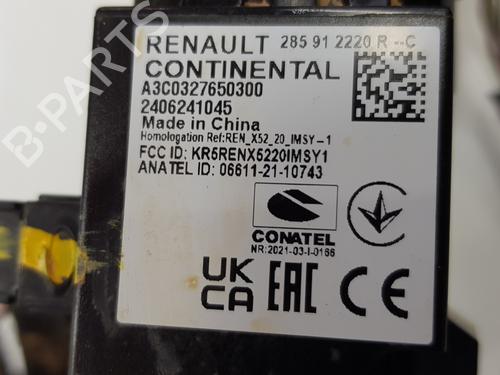 RENAULT 285 91 2220 R --C
CONTINENTAL
A3C0327650300
2406241045
Made in China
Homologation Ref:REN_X52_20_IMSY-1
FCC ID: KR5RENX5220IMSY1
ANATEL ID: 06611-21-10743
CONATEL
NR:2021-03-I-0166
UK
CA
EAC
CE
B-PARTS